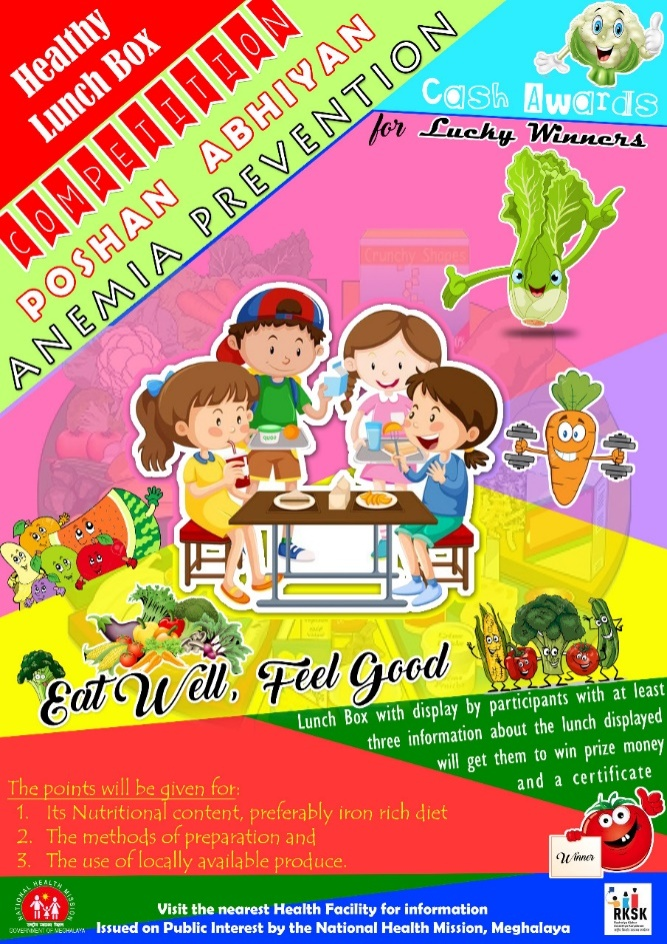 Healthy
Lunch Box
COMPETITION
POSHAN ABHIYAN
ANEMIA PREVENTION
Cash Awards
for Lucky Winners
Crunchy Shapes
Eat Well, Feel Good
Lunch Box with display by participants with at least
three information about the lunch displayed
will get them to win prize money
and a certificate
The points will be given for:
1. Its Nutritional content, preferably iron rich diet
2. The methods of preparation and
3. The use of locally available produce.
Winner
NATIONAL HEALTH MISSION
GOVERNMENT OF MEGHALAYA
Visit the nearest Health Facility for information
Issued on Public Interest by the National Health Mission, Meghalaya
RKSK